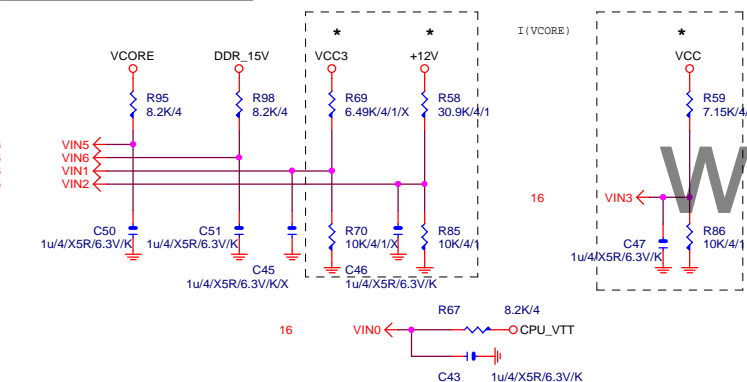 * * I(VCORE) *
VCORE DDR_15V VCC3 +12V VCC
R95 R98 R69 R58 R59
8.2K/4 8.2K/4 6.49K/4/1/X 30.9K/4/1 7.15K/4/
VIN5
VIN6
VIN1
VIN2
16 VIN3
W
C50 C51 R70 R85 R86
1u/4/X5R/6.3V/K 1u/4/X5R/6.3V/K 10K/4/1/X 10K/4/1 C47 10K/4/1
1u/4/X5R/6.3V/K
C45 C46
1u/4/X5R/6.3V/K/X 1u/4/X5R/6.3V/K
R67 8.2K/4
16 VIN0 CPU_VTT
C43 1u/4/X5R/6.3V/K